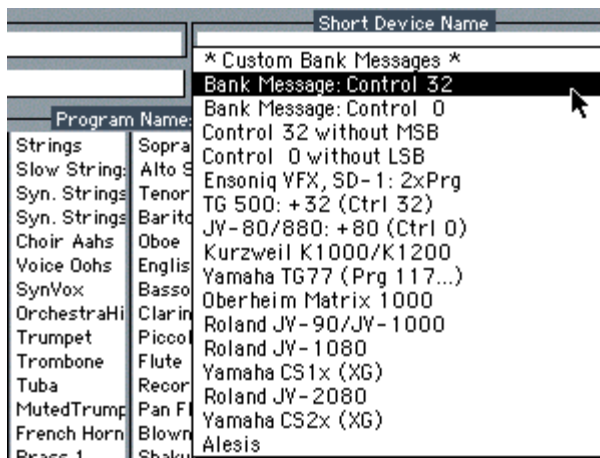 Short Device Name
* Custom Bank Messages *
Bank Message: Control 32
Bank Message: Control 0
Control 32 without MSB
Control 0 without LSB
Ensoniq VFX, SD-1: 2xPrg
TG 500: +32 (Ctrl 32)
JV-80/880: +80 (Ctrl 0)
Kurzweil K1000/K1200
Yamaha TG77 (Prg 117...)
Oberheim Matrix 1000
Roland JV-90/JV-1000
Roland JV-1080
Yamaha CS1x (XG)
Roland JV-2080
Yamaha CS2x (XG)
Alesis
Program Name:
Strings
Slow String:
Syn. Strings
Syn. Strings
Choir Aahs
Voice Oohs
SynVox
OrchestraHi
Trumpet
Trombone
Tuba
MutedTrump
French Horn
Brass 1
Sopra
Alto S
Tenor
Barito
Oboe
Englis
Basso
Clarin
Piccol
Flute
Recor
Pan Fl
Blown
Shaku